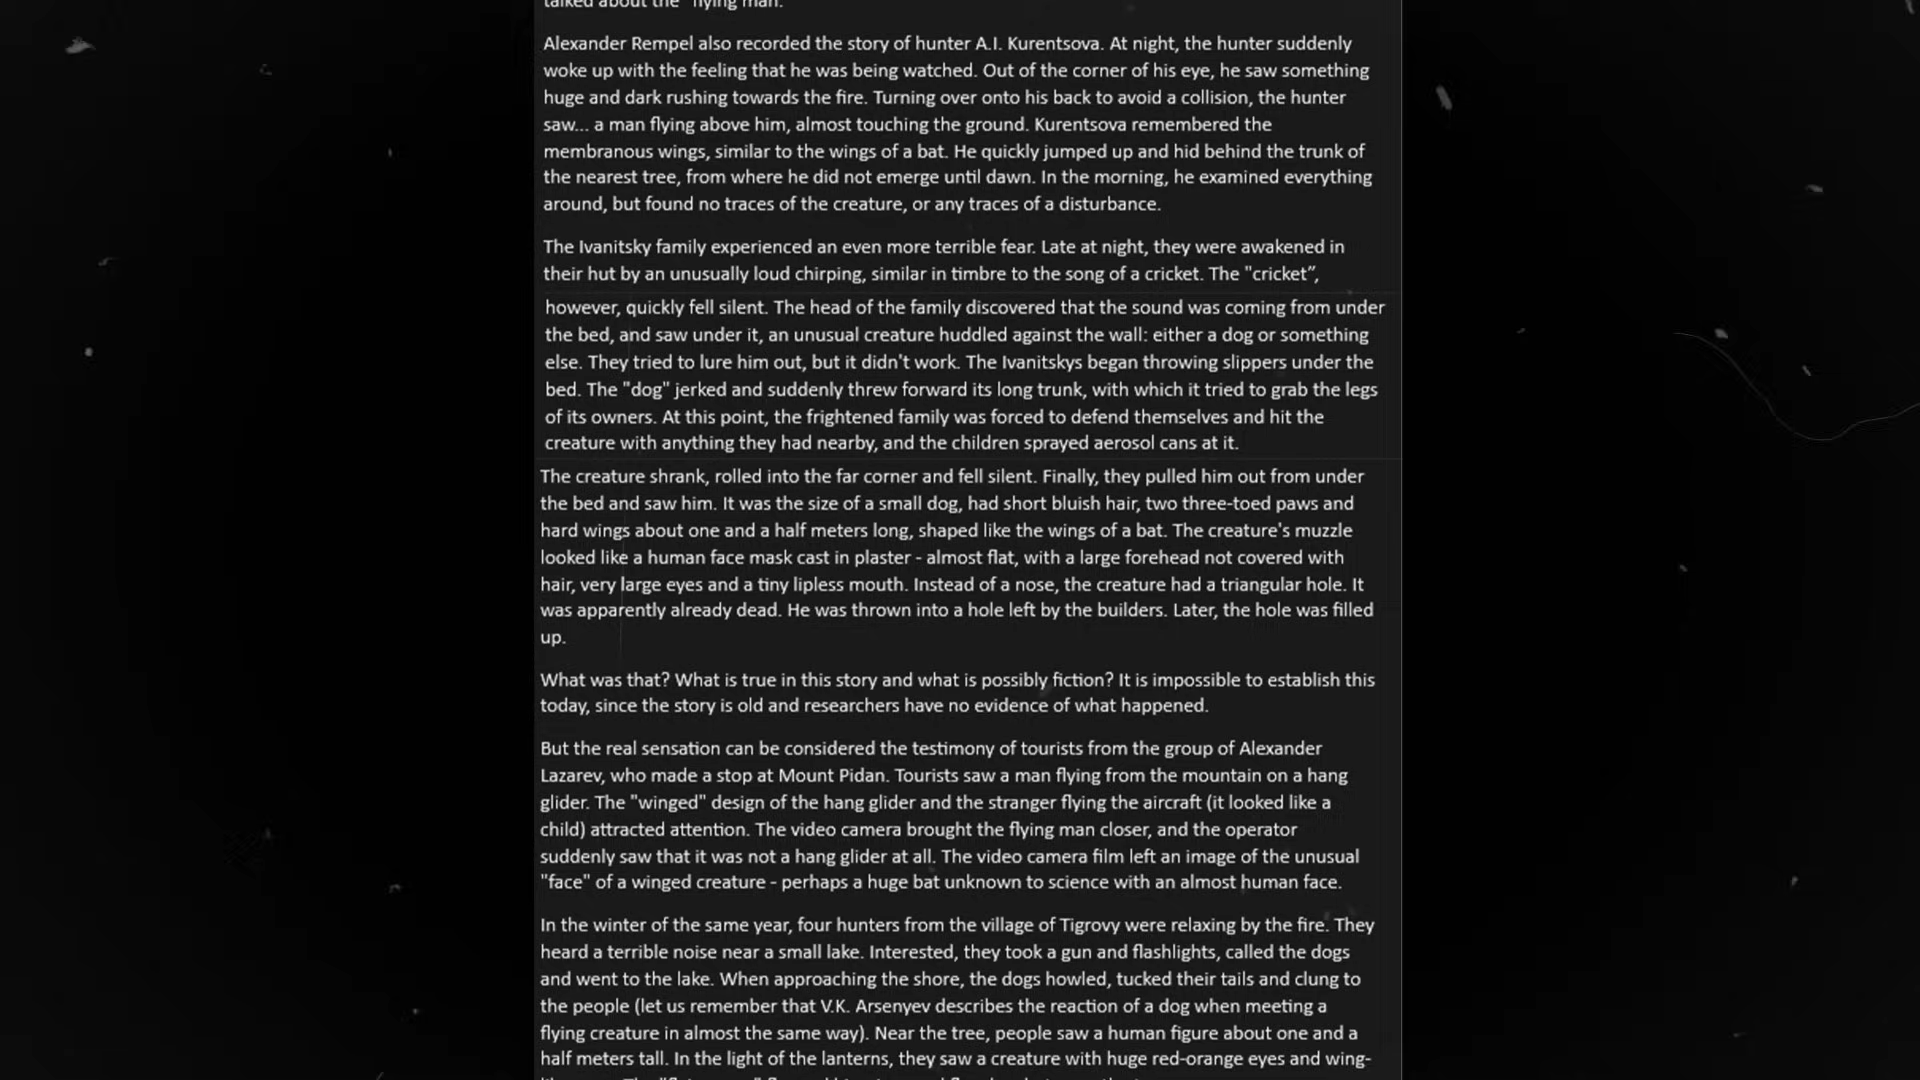 talked about the "flying man.
Alexander Rempel also recorded the story of hunter A.I. Kurentsova. At night, the hunter suddenly
woke up with the feeling that he was being watched. Out of the corner of his eye, he saw something
huge and dark rushing towards the fire. Turning over onto his back to avoid a collision, the hunter
saw... a man flying above him, almost touching the ground. Kurentsova remembered the
membranous wings, similar to the wings of a bat. He quickly jumped up and hid behind the trunk of
the nearest tree, from where he did not emerge until dawn. In the morning, he examined everything
around, but found no traces of the creature, or any traces of a disturbance.
The Ivanitsky family experienced an even more terrible fear. Late at night, they were awakened in
their hut by an unusually loud chirping, similar in timbre to the song of a cricket. The "cricket”,
however, quickly fell silent. The head of the family discovered that the sound was coming from under
the bed, and saw under it, an unusual creature huddled against the wall: either a dog or something
else. They tried to lure him out, but it didn't work. The Ivanitskys began throwing slippers under the
bed. The "dog" jerked and suddenly threw forward its long trunk, with which it tried to grab the legs
of its owners. At this point, the frightened family was forced to defend themselves and hit the
creature with anything they had nearby, and the children sprayed aerosol cans at it.
The creature shrank, rolled into the far corner and fell silent. Finally, they pulled him out from under
the bed and saw him. It was the size of a small dog, had short bluish hair, two three-toed paws and
hard wings about one and a half meters long, shaped like the wings of a bat. The creature's muzzle
looked like a human face mask cast in plaster - almost flat, with a large forehead not covered with
hair, very large eyes and a tiny lipless mouth. Instead of a nose, the creature had a triangular hole. It
was apparently already dead. He was thrown into a hole left by the builders. Later, the hole was filled
up.
What was that? What is true in this story and what is possibly fiction? It is impossible to establish this
today, since the story is old and researchers have no evidence of what happened.
But the real sensation can be considered the testimony of tourists from the group of Alexander
Lazarev, who made a stop at Mount Pidan. Tourists saw a man flying from the mountain on a hang
glider. The "winged" design of the hang glider and the stranger flying the aircraft (it looked like a
child) attracted attention. The video camera brought the flying man closer, and the operator
suddenly saw that it was not a hang glider at all. The video camera film left an image of the unusual
"face" of a winged creature - perhaps a huge bat unknown to science with an almost human face.
In the winter of the same year, four hunters from the village of Tigrovy were relaxing by the fire. They
heard a terrible noise near a small lake. Interested, they took a gun and flashlights, called the dogs
and went to the lake. When approaching the shore, the dogs howled, tucked their tails and clung to
the people (let us remember that V.K. Arsenyev describes the reaction of a dog when meeting a
flying creature in almost the same way). Near the tree, people saw a human figure about one and a
half meters tall. In the light of the lanterns, they saw a creature with huge red-orange eyes and wing-